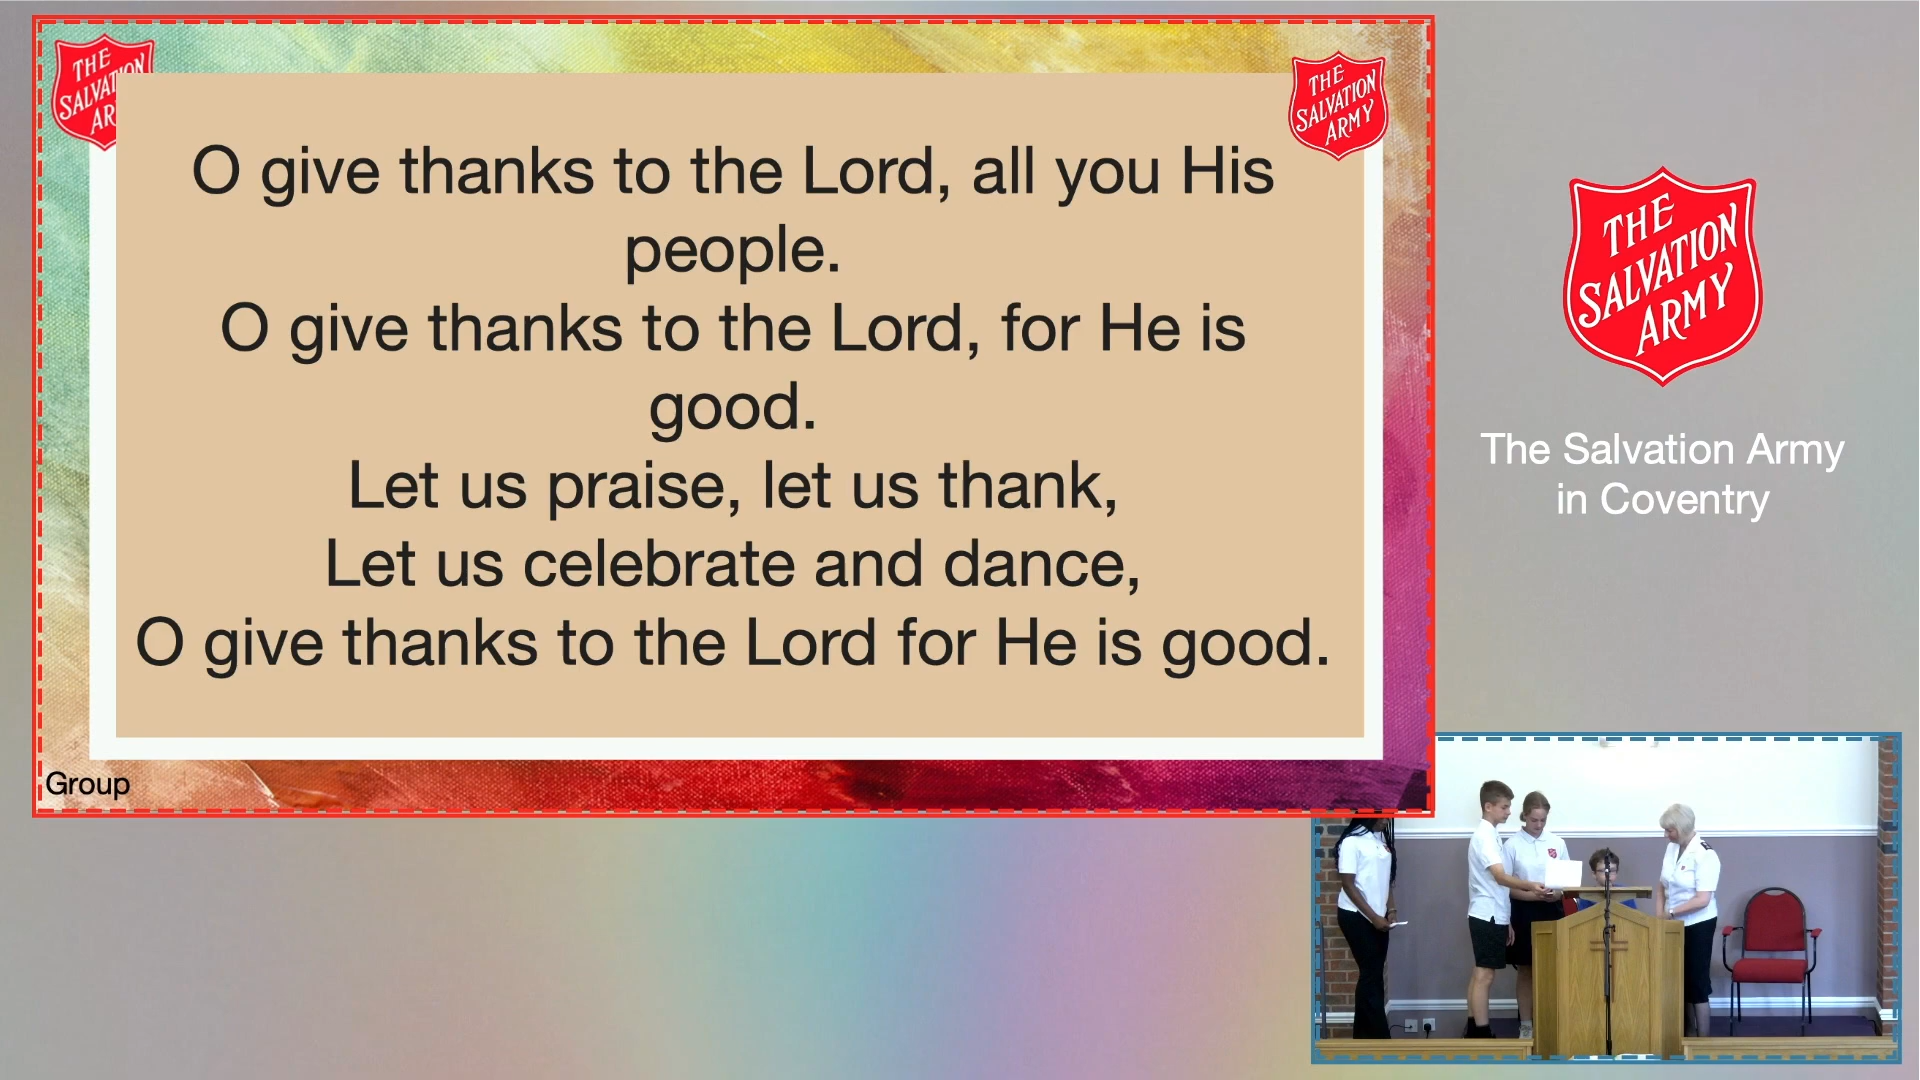 THE
SALVATION
ARMY
O give thanks to the Lord, all you His
people.
O give thanks to the Lord, for He is
good.
Let us praise, let us thank,
Let us celebrate and dance,
O give thanks to the Lord for He is good.
Group
THE
SALVATION
ARMY
The Salvation Army
in Coventry